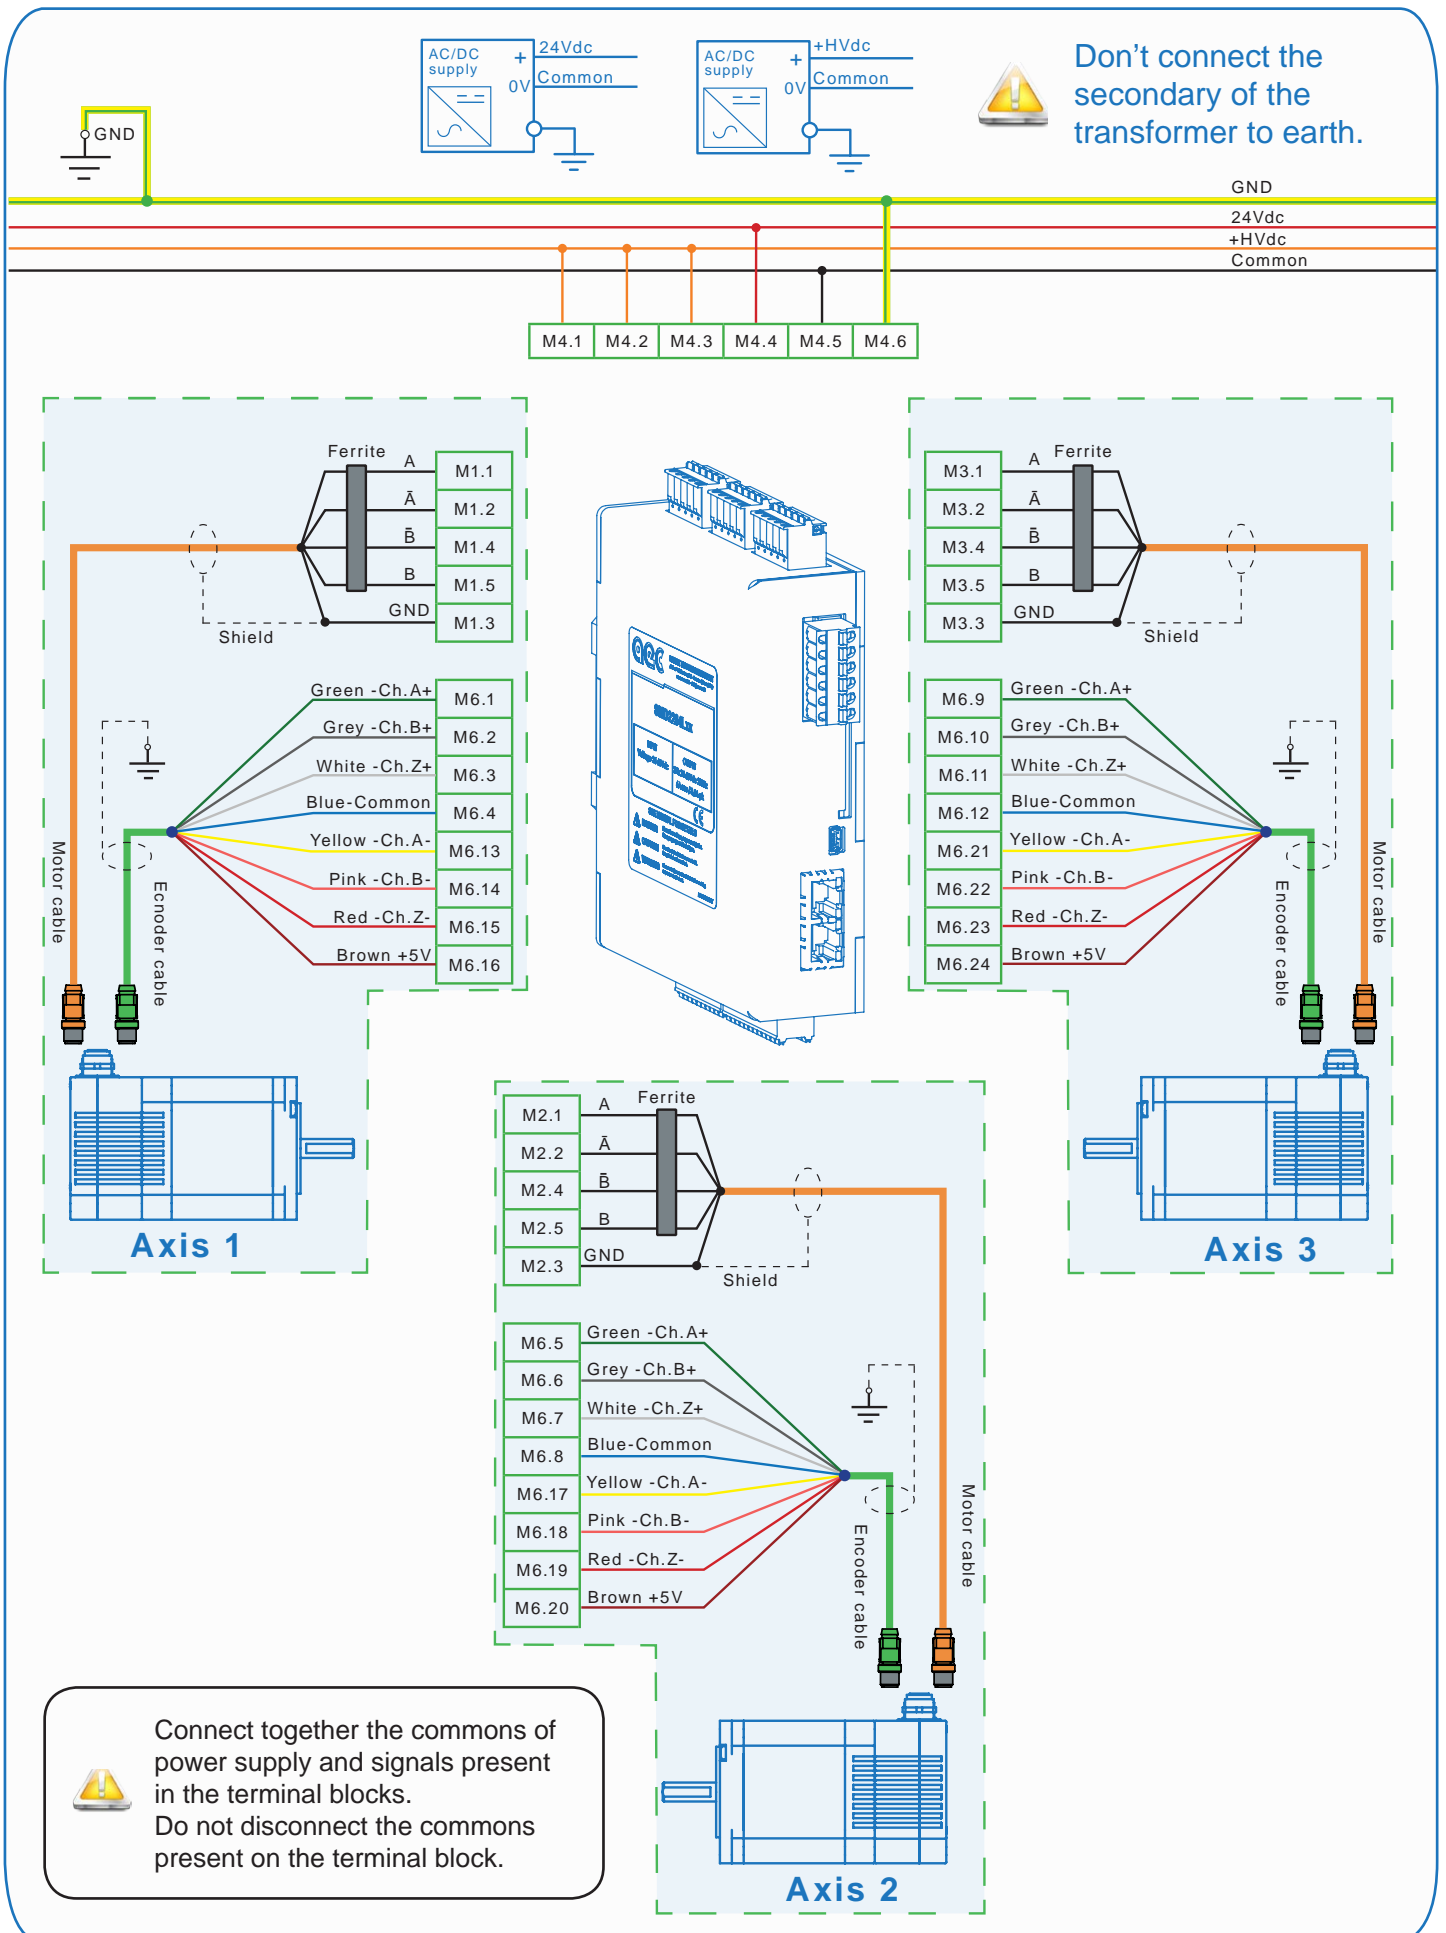 AC/DC
supply
+
0V
24Vdc
Common
AC/DC
supply
+
0V
+HVdc
Common
Don't connect the
secondary of the
transformer to earth.
GND
GND
24Vdc
+HVdc
Common
M4.1 M4.2 M4.3 M4.4 M4.5 M4.6
Ferrite
A M1.1
Ā M1.2
B̄ M1.4
B M1.5
GND M1.3
Shield
Green -Ch.A+ M6.1
Grey -Ch.B+ M6.2
White -Ch.Z+ M6.3
Blue-Common M6.4
Yellow -Ch.A- M6.13
Pink -Ch.B- M6.14
Red -Ch.Z- M6.15
Brown +5V M6.16
Motor cable
Ecnoder cable
Axis 1
aec
CE
Ferrite
M3.1 A
M3.2 Ā
M3.4 B̄
M3.5 B
M3.3 GND
Shield
M6.9 Green -Ch.A+
M6.10 Grey -Ch.B+
M6.11 White -Ch.Z+
M6.12 Blue-Common
M6.21 Yellow -Ch.A-
M6.22 Pink -Ch.B-
M6.23 Red -Ch.Z-
M6.24 Brown +5V
Encoder cable
Motor cable
Axis 3
Ferrite
M2.1 A
M2.2 Ā
M2.4 B̄
M2.5 B
M2.3 GND
Shield
M6.5 Green -Ch.A+
M6.6 Grey -Ch.B+
M6.7 White -Ch.Z+
M6.8 Blue-Common
M6.17 Yellow -Ch.A-
M6.18 Pink -Ch.B-
M6.19 Red -Ch.Z-
M6.20 Brown +5V
Encoder cable
Motor cable
Axis 2
Connect together the commons of
power supply and signals present
in the terminal blocks.
Do not disconnect the commons
present on the terminal block.